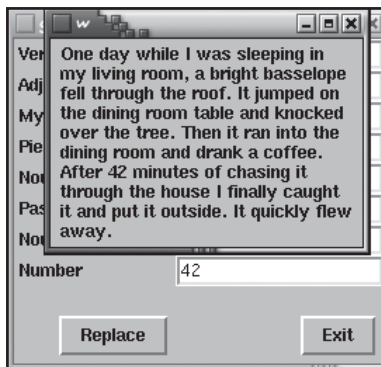 w
One day while I was sleeping in
my living room, a bright basselope
fell through the roof. It jumped on
the dining room table and knocked
over the tree. Then it ran into the
dining room and drank a coffee.
After 42 minutes of chasing it
through the house I finally caught
it and put it outside. It quickly flew
away.
Ver
Adj
My
Pie
Nou
Pas
Nou
Number 42
Replace Exit